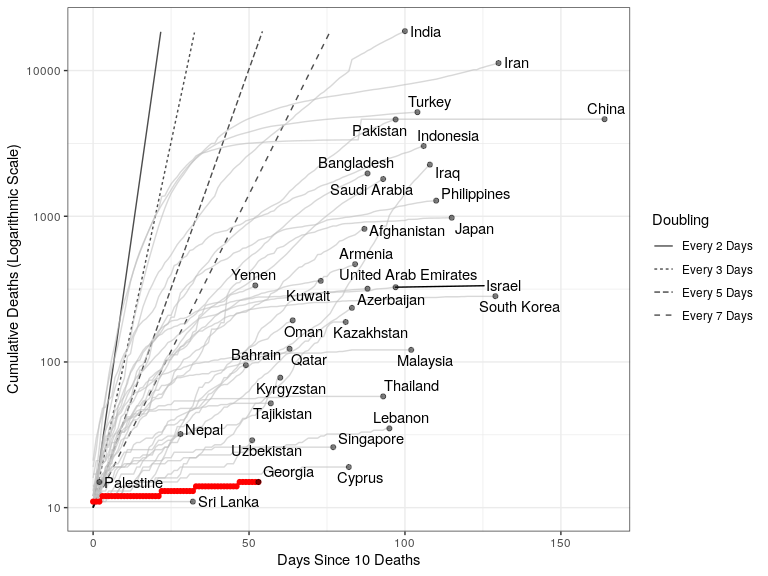 India
Iran
Turkey
China
Pakistan
Indonesia
Bangladesh
Iraq
Saudi Arabia
Philippines
Afghanistan
Japan
Armenia
Yemen
United Arab Emirates
Israel
Kuwait
Azerbaijan
South Korea
Oman
Kazakhstan
Bahrain
Qatar
Malaysia
Kyrgyzstan
Thailand
Tajikistan
Lebanon
Nepal
Singapore
Uzbekistan
Georgia
Cyprus
Palestine
Sri Lanka
10000
1000
100
10
0
50
100
150
Days Since 10 Deaths
Cumulative Deaths (Logarithmic Scale)
Doubling
Every 2 Days
Every 3 Days
Every 5 Days
Every 7 Days